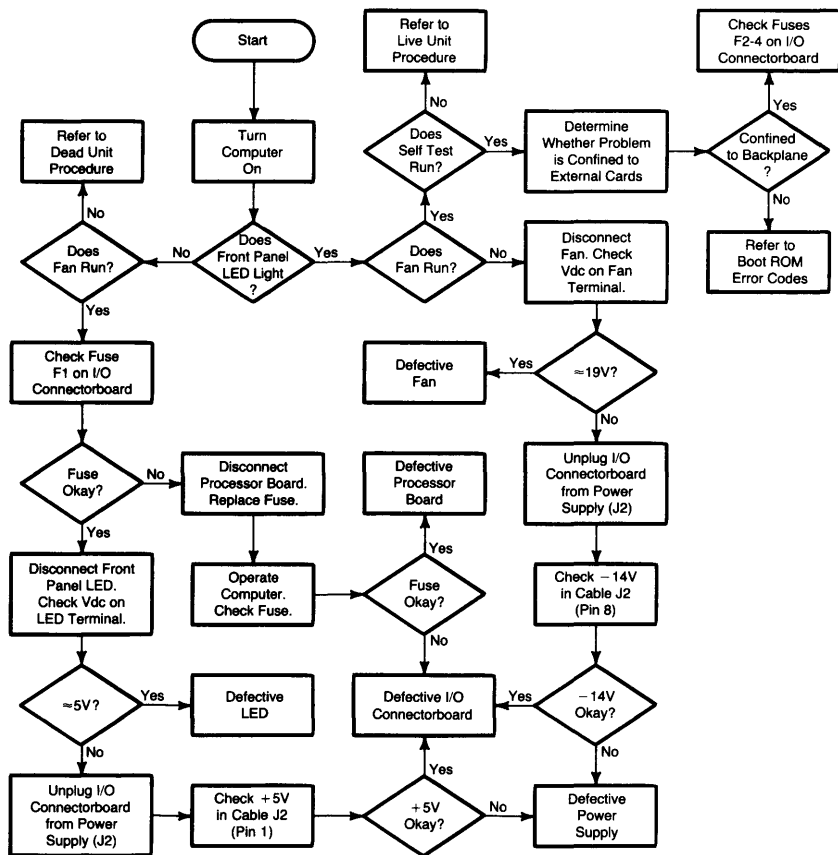 Start
Refer to
Live Unit
Procedure
Check Fuses
F2-4 on I/O
Connectorboard
No
Yes
Refer to
Dead Unit
Procedure
Turn
Computer
On
Does
Self Test
Run?
Yes
Determine
Whether Problem
is Confined to
External Cards
Confined
to Backplane
?
No
Yes
No
Does Fan Run?
No
Does
Front Panel
LED Light
?
Yes
Does
Fan Run?
No
Disconnect
Fan. Check
Vdc on Fan
Terminal.
Refer to
Boot ROM
Error Codes
Yes
Check Fuse
F1 on I/O
Connectorboard
Defective
Fan
Yes
≈19V?
No
Fuse
Okay?
No
Disconnect
Processor Board.
Replace Fuse.
Defective
Processor
Board
Unplug I/O
Connectorboard
from Power
Supply (J2)
Yes
Yes
Disconnect Front
Panel LED.
Check Vdc on
LED Terminal.
Operate
Computer.
Check Fuse.
Fuse
Okay?
Check −14V
in Cable J2
(Pin 8)
No
≈5V?
Yes
Defective
LED
Defective I/O
Connectorboard
Yes
−14V
Okay?
No
Yes
No
Unplug I/O
Connectorboard
from Power
Supply (J2)
Check +5V
in Cable J2
(Pin 1)
+5V
Okay?
No
Defective
Power
Supply